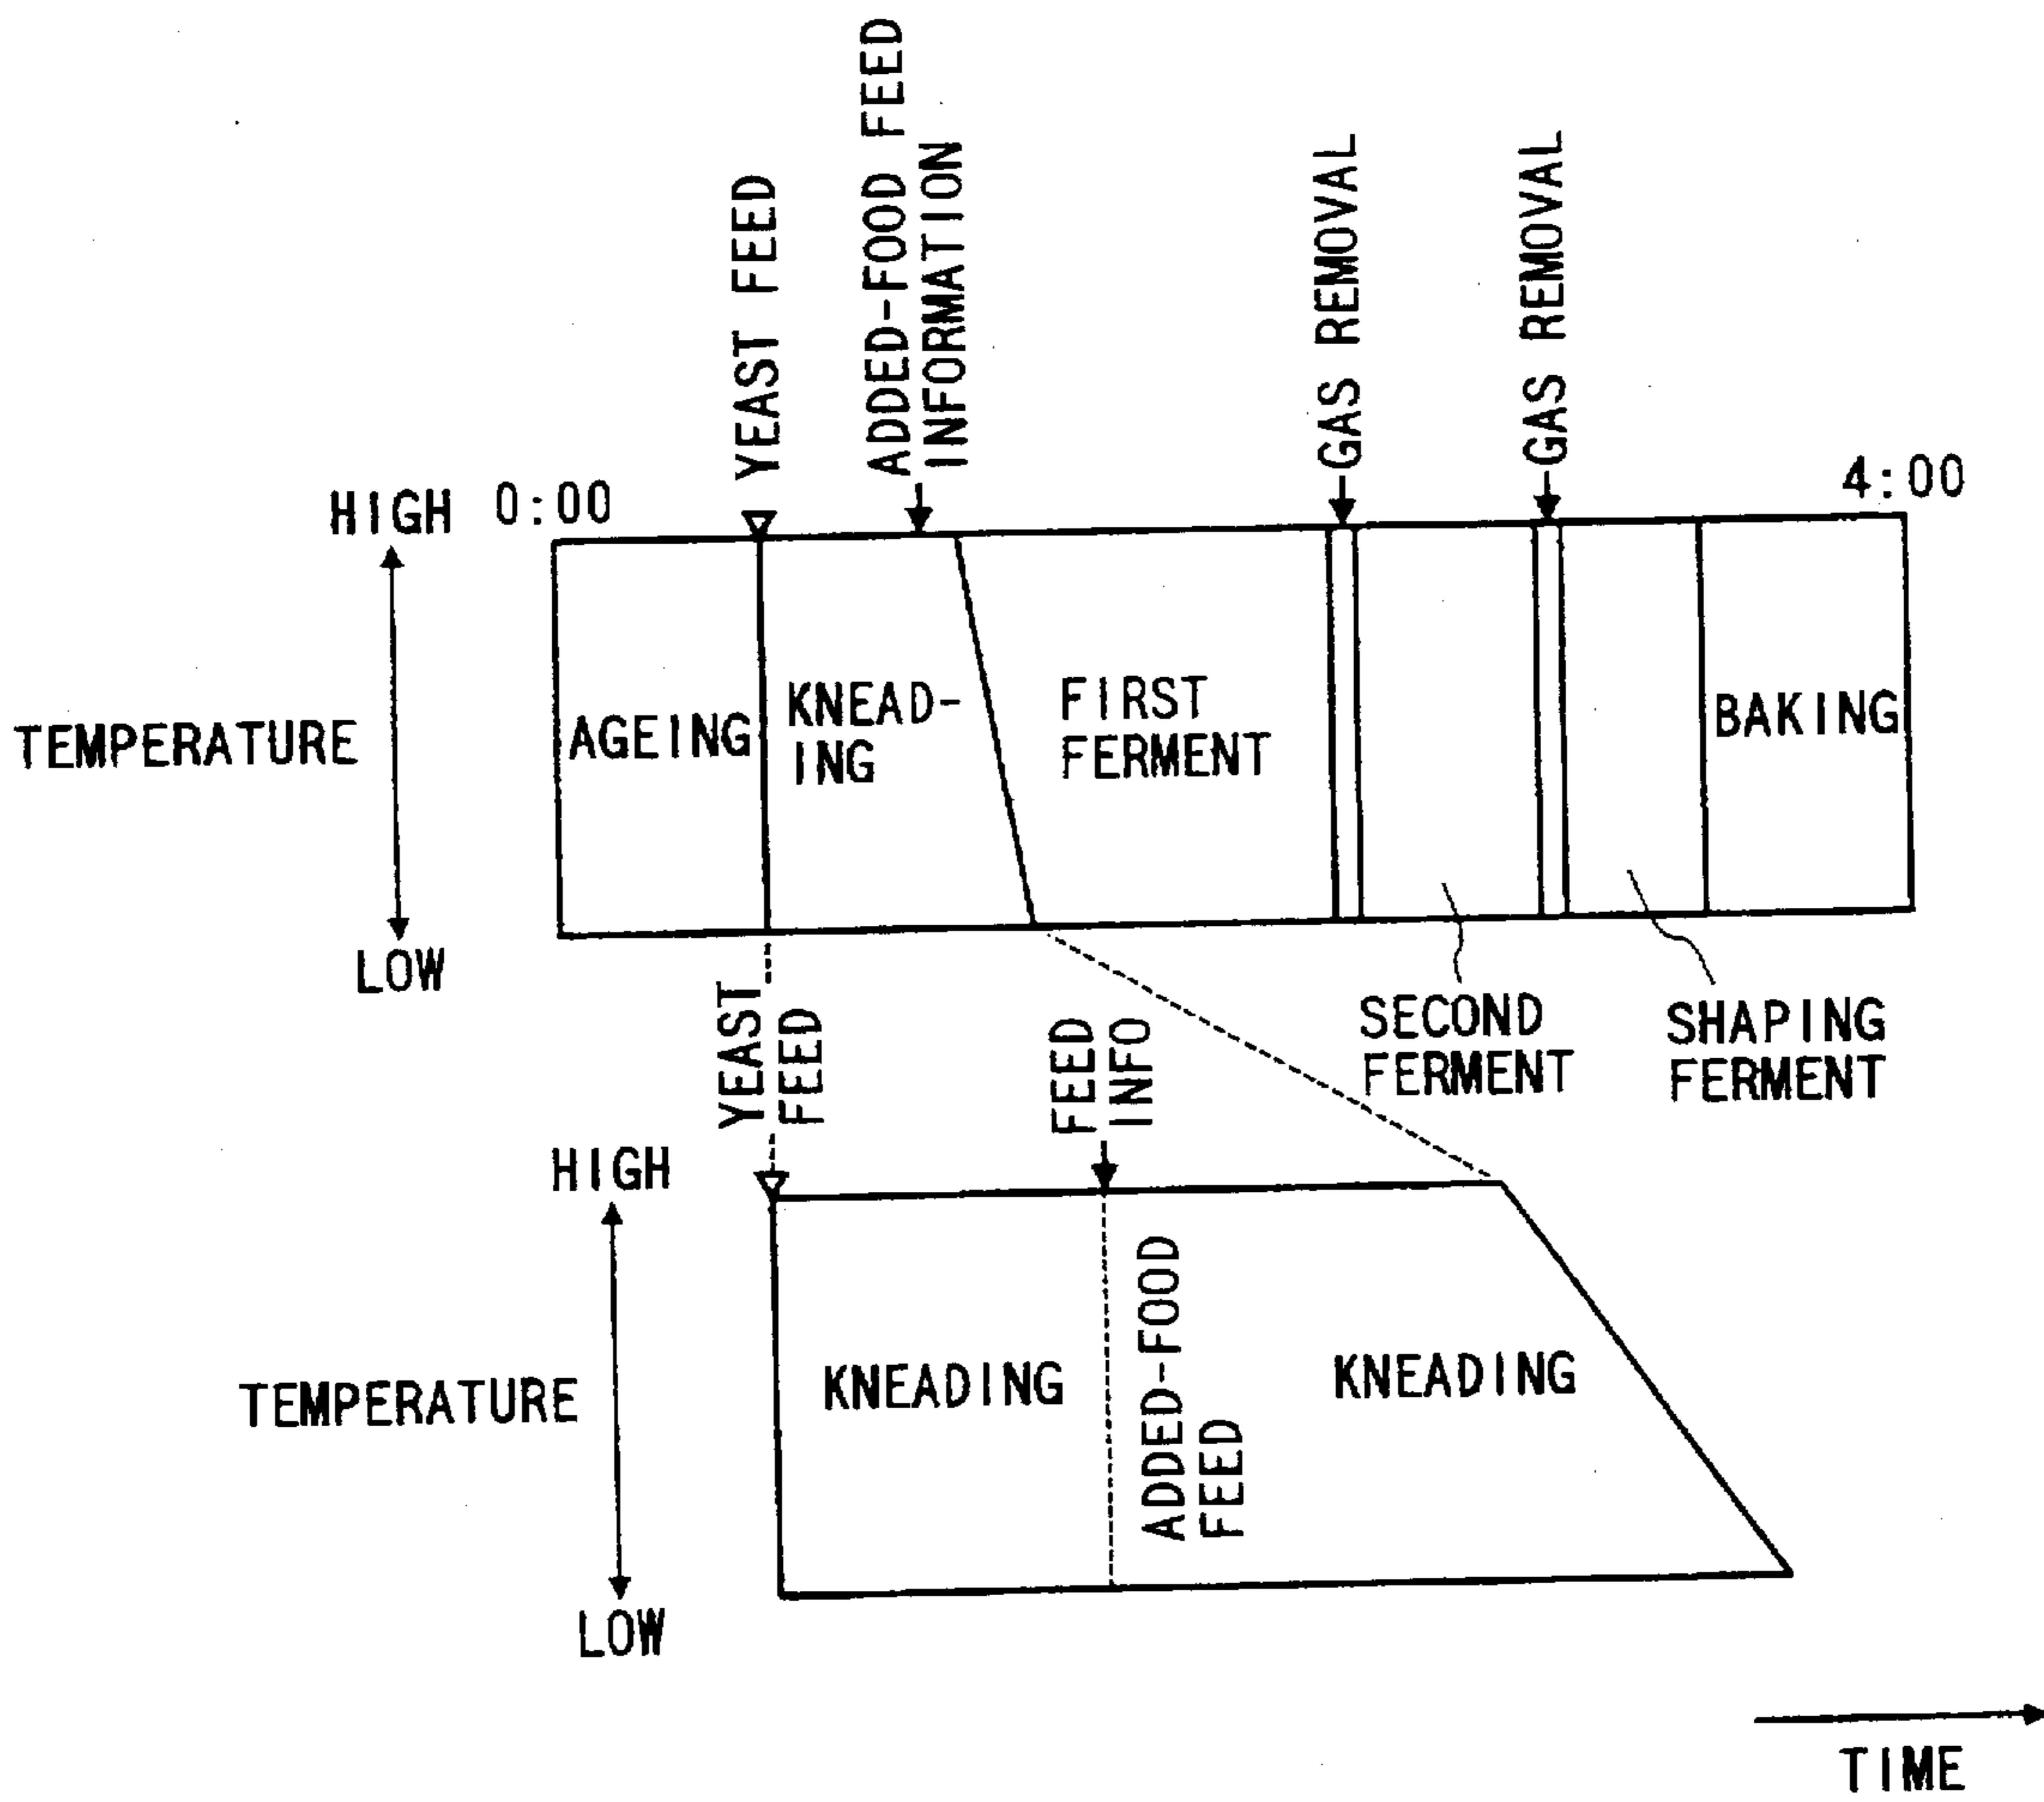 YEAST FEED
ADDED-FOOD FEED
INFORMATION
GAS REMOVAL
GAS REMOVAL
HIGH
0:00
4:00
TEMPERATURE
AGEING
KNEAD-
ING
FIRST
FERMENT
BAKING
LOW
SECOND
FERMENT
SHAPING
FERMENT
YEAST
FEED
FEED
INFO
HIGH
TEMPERATURE
KNEADING
ADDED-FOOD
FEED
KNEADING
LOW
TIME